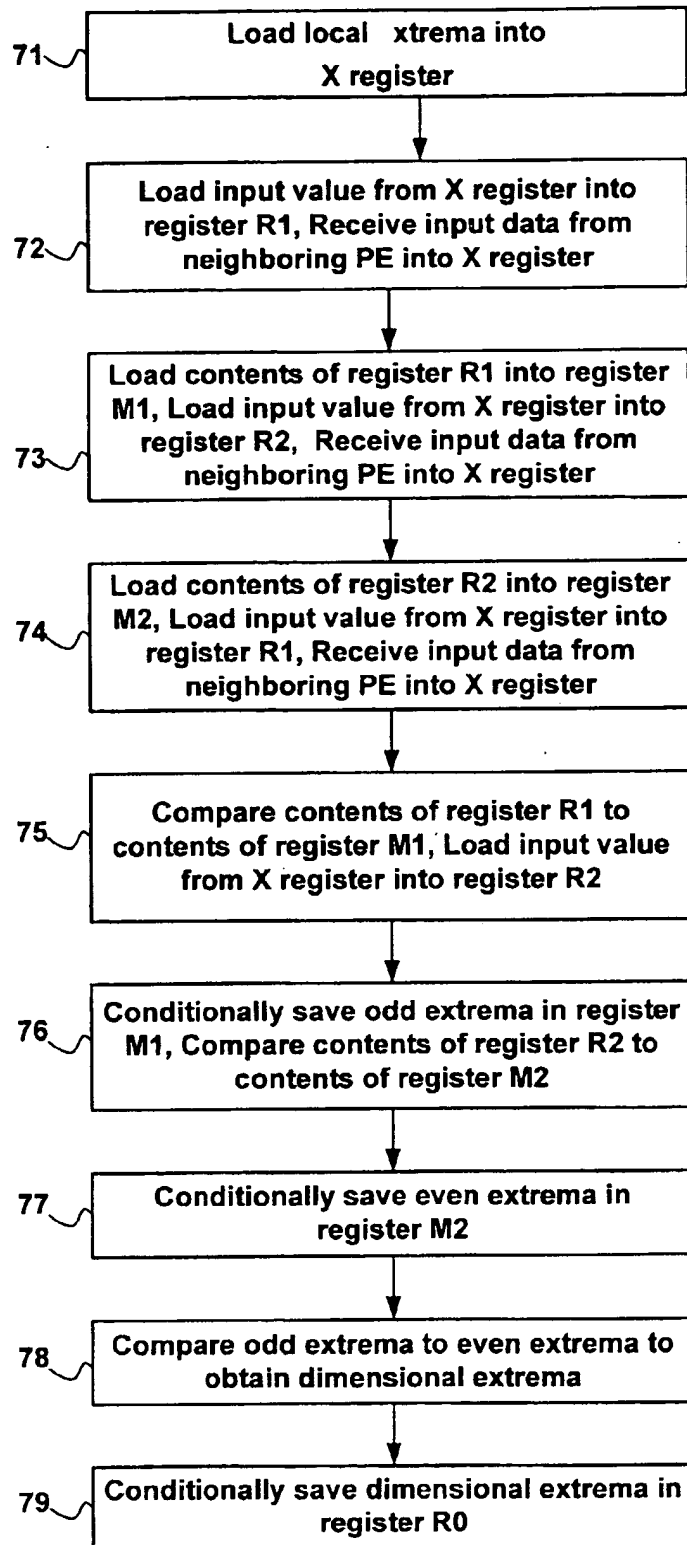 71
Load local xtrema into
X register
72
Load input value from X register into
register R1, Receive input data from
neighboring PE into X register
73
Load contents of register R1 into register
M1, Load input value from X register into
register R2, Receive input data from
neighboring PE into X register
74
Load contents of register R2 into register
M2, Load input value from X register into
register R1, Receive input data from
neighboring PE into X register
75
Compare contents of register R1 to
contents of register M1, Load input value
from X register into register R2
76
Conditionally save odd extrema in register
M1, Compare contents of register R2 to
contents of register M2
77
Conditionally save even extrema in
register M2
78
Compare odd extrema to even extrema to
obtain dimensional extrema
79
Conditionally save dimensional extrema in
register R0